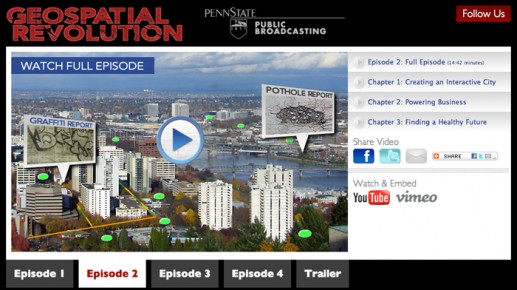 GEOSPATIAL
REVOLUTION
PENNSTATE
PUBLIC
BROADCASTING
Follow Us
WATCH FULL EPISODE
GRAFFITI REPORT
POTHOLE REPORT
Episode 2: Full Episode (14:42 minutes)
Chapter 1: Creating an Interactive City
Chapter 2: Powering Business
Chapter 3: Finding a Healthy Future
Share Video
SHARE
Watch & Embed
YouTube vimeo
Episode 1
Episode 2
Episode 3
Episode 4
Trailer